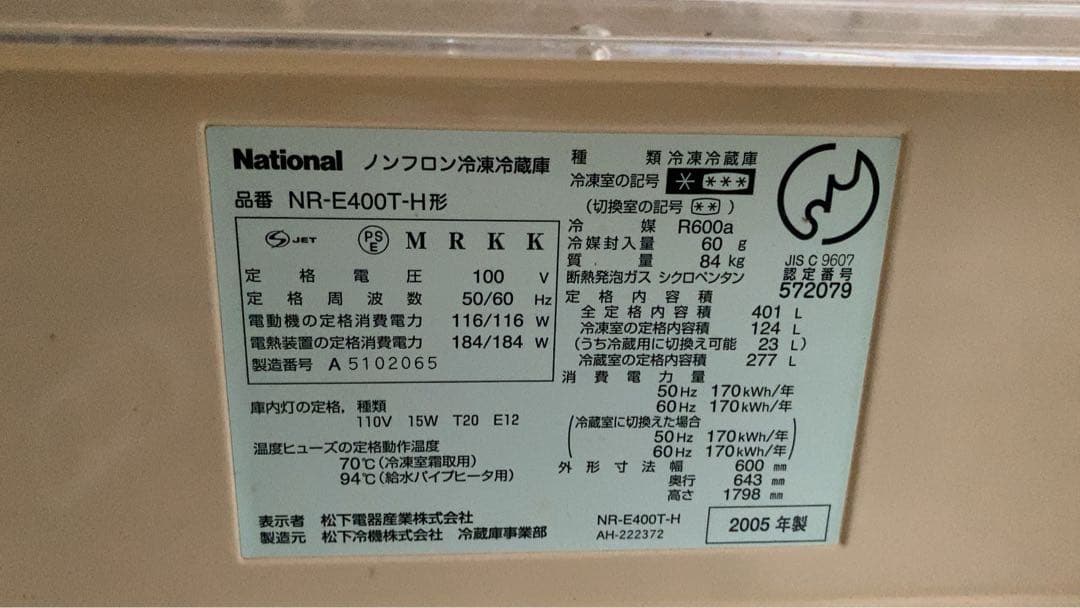 National ノンフロン冷凍冷蔵庫
品番 NR-E400T-H形
JET PSE MRKK
定格電圧 100 V
定格周波数 50/60 Hz
電動機の定格消費電力 116/116 W
電熱装置の定格消費電力 184/184 W
製造番号 A 5102065
庫内灯の定格, 種類
110V 15W T20 E12
温度ヒューズの定格動作温度
70℃(冷凍室霜取用)
94℃(給水パイプヒータ用)
表示者 松下電器産業株式会社
製造元 松下冷機株式会社 冷蔵庫事業部
種類 冷凍冷蔵庫
冷凍室の記号 * ***
(切換室の記号 ** )
冷媒 R600a
冷媒封入量 60 g
質量 84 kg
断熱発泡ガス シクロペンタン
定格内容積
全定格内容積 401 L
冷凍室の定格内容積 124 L
(うち冷蔵用に切換え可能 23 L)
冷蔵室の定格内容積 277 L
消費電力量
50Hz 170kWh/年
60Hz 170kWh/年
(冷蔵室に切換えた場合
50Hz 170kWh/年
60Hz 170kWh/年)
外形寸法 幅 600 mm
奥行 643 mm
高さ 1798 mm
NR-E400T-H
AH-222372
2005年製
JIS C 9607
認定番号
572079